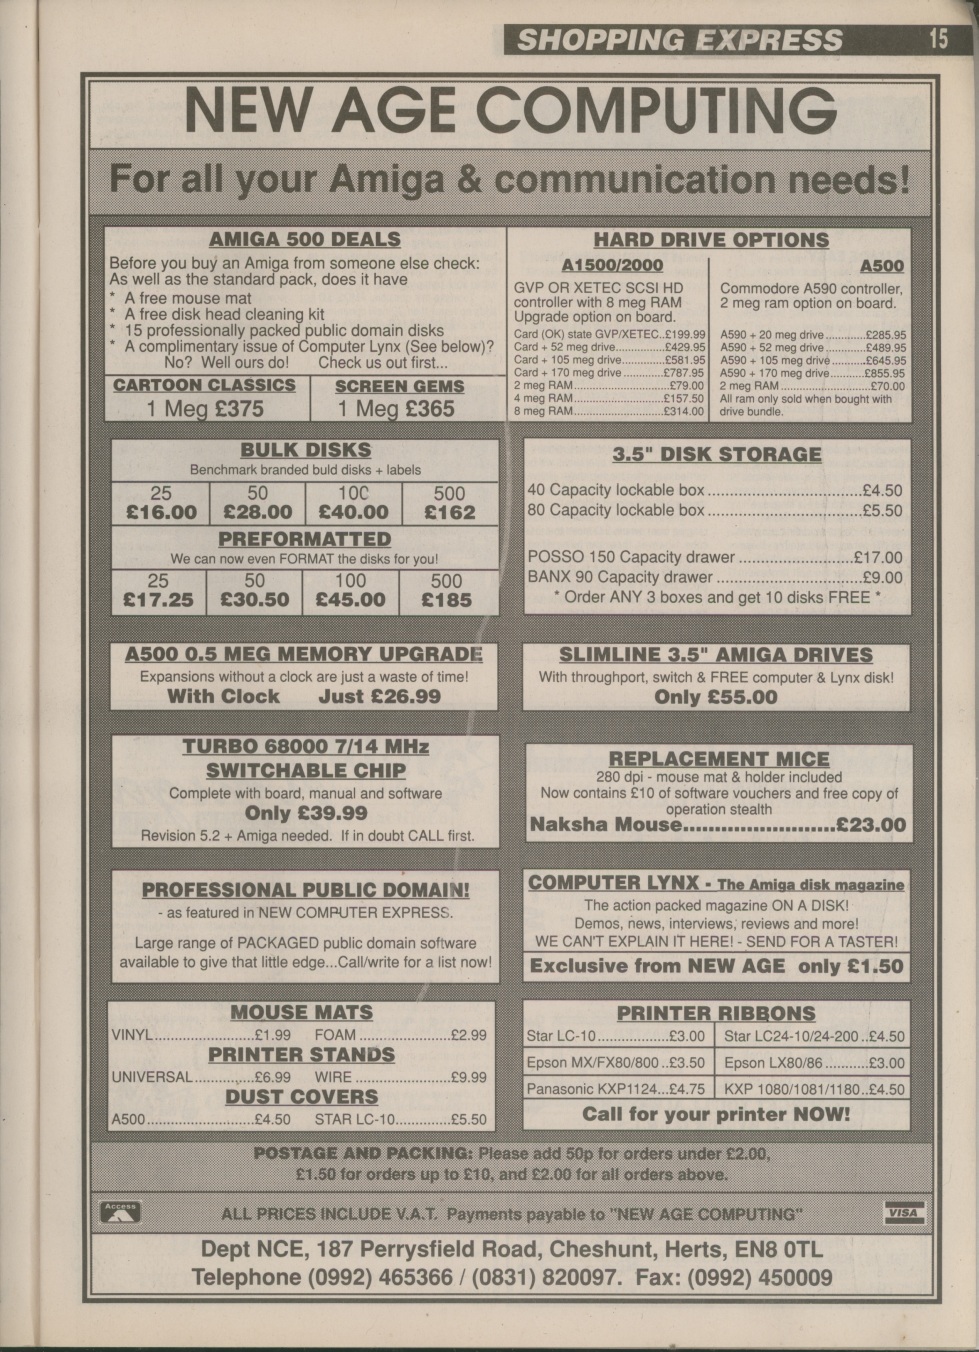 SHOPPING EXPRESS 15
NEW AGE COMPUTING
For all your Amiga & communication needs!
AMIGA 500 DEALS
Before you buy an Amiga from someone else check:
As well as the standard pack, does it have
* A free mouse mat
* A free disk head cleaning kit
* 15 professionally packed public domain disks
* A complimentary issue of Computer Lynx (See below)?
No? Well ours do! Check us out first...
CARTOON CLASSICS
1 Meg £375
SCREEN GEMS
1 Meg £365
HARD DRIVE OPTIONS
A1500/2000
GVP OR XETEC SCSI HD
controller with 8 meg RAM
Upgrade option on board.
Card (OK) state GVP/XETEC..£199.99
Card + 52 meg drive................£429.95
Card + 105 meg drive..............£581.95
Card + 170 meg drive..............£787.95
2 meg RAM...........................£79.00
4 meg RAM...........................£157.50
8 meg RAM...........................£314.00
A500
Commodore A590 controller,
2 meg ram option on board.
A590 + 20 meg drive.............£285.95
A590 + 52 meg drive.............£489.95
A590 + 105 meg drive...........£645.95
A590 + 170 meg drive...........£855.95
2 meg RAM...........................£70.00
All ram only sold when bought with
drive bundle.
BULK DISKS
Benchmark branded buld disks + labels
25 50 100 500
£16.00 £28.00 £40.00 £162
PREFORMATTED
We can now even FORMAT the disks for you!
25 50 100 500
£17.25 £30.50 £45.00 £185
3.5" DISK STORAGE
40 Capacity lockable box................................£4.50
80 Capacity lockable box................................£5.50
POSSO 150 Capacity drawer........................£17.00
BANX 90 Capacity drawer..............................£9.00
* Order ANY 3 boxes and get 10 disks FREE *
A500 0.5 MEG MEMORY UPGRADE
Expansions without a clock are just a waste of time!
With Clock Just £26.99
SLIMLINE 3.5" AMIGA DRIVES
With throughport, switch & FREE computer & Lynx disk!
Only £55.00
TURBO 68000 7/14 MHz
SWITCHABLE CHIP
Complete with board, manual and software
Only £39.99
Revision 5.2 + Amiga needed. If in doubt CALL first.
REPLACEMENT MICE
280 dpi - mouse mat & holder included
Now contains £10 of software vouchers and free copy of
operation stealth
Naksha Mouse........................£23.00
PROFESSIONAL PUBLIC DOMAIN!
- as featured in NEW COMPUTER EXPRESS.
Large range of PACKAGED public domain software
available to give that little edge...Call/write for a list now!
COMPUTER LYNX - The Amiga disk magazine
The action packed magazine ON A DISK!
Demos, news, interviews, reviews and more!
WE CAN'T EXPLAIN IT HERE! - SEND FOR A TASTER!
Exclusive from NEW AGE only £1.50
MOUSE MATS
VINYL.....................£1.99 FOAM.........................£2.99
PRINTER STANDS
UNIVERSAL.............£6.99 WIRE.........................£9.99
DUST COVERS
A500.............................£4.50 STAR LC-10.............£5.50
PRINTER RIBBONS
Star LC-10.................£3.00 Star LC24-10/24-200..£4.50
Epson MX/FX80/800..£3.50 Epson LX80/86...........£3.00
Panasonic KXP1124..£4.75 KXP 1080/1081/1180..£4.50
Call for your printer NOW!
POSTAGE AND PACKING: Please add 50p for orders under £2.00,
£1.50 for orders up to £10, and £2.00 for all orders above.
Access
ALL PRICES INCLUDE V.A.T. Payments payable to "NEW AGE COMPUTING"
VISA
Dept NCE, 187 Perrysfield Road, Cheshunt, Herts, EN8 0TL
Telephone (0992) 465366 / (0831) 820097. Fax: (0992) 450009